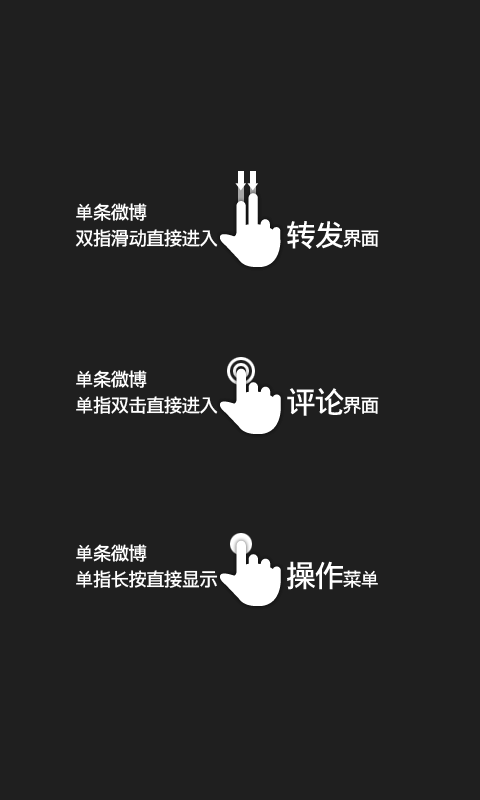 单条微博
双指滑动直接进入 转发界面
单条微博
单指双击直接进入 评论界面
单条微博
单指长按直接显示 操作菜单